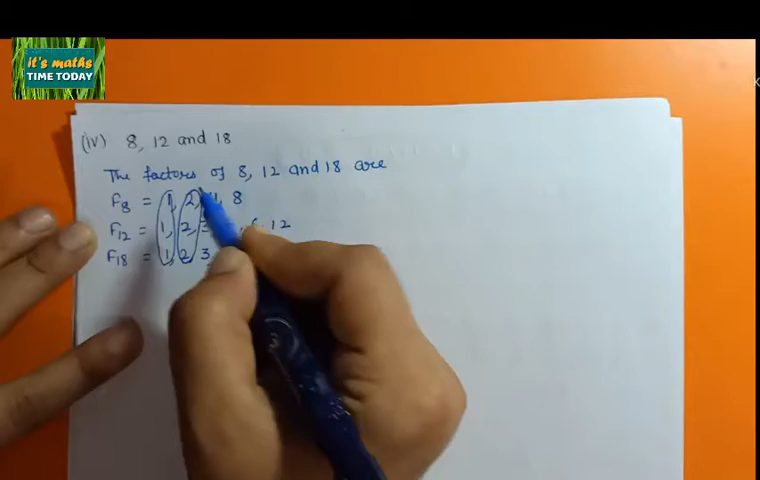 it's maths
TIME TODAY
(iv) 8, 12 and 18
The factors of 8, 12 and 18 are
F8 = 1, 2, 4, 8
F12 = 1, 2, 3 , 6, 12
F18 = 1, 2 3